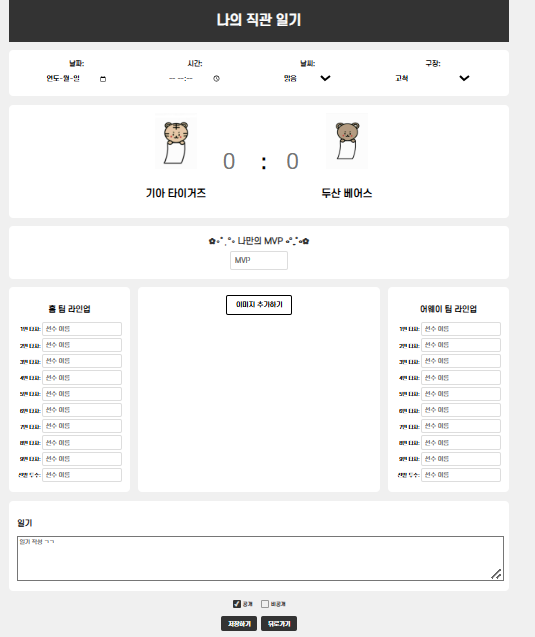 나의 직관 일기
날짜: 시간: 날씨: 구장:
연도-월-일 -- --:-- 맑음 고척
0 : 0
기아 타이거즈 두산 베어스
나만의 MVP
MVP
홈 팀 라인업
1번 타자: 선수 이름
2번 타자: 선수 이름
3번 타자: 선수 이름
4번 타자: 선수 이름
5번 타자: 선수 이름
6번 타자: 선수 이름
7번 타자: 선수 이름
8번 타자: 선수 이름
9번 타자: 선수 이름
선발 투수: 선수 이름
이미지 추가하기
어웨이 팀 라인업
1번 타자: 선수 이름
2번 타자: 선수 이름
3번 타자: 선수 이름
4번 타자: 선수 이름
5번 타자: 선수 이름
6번 타자: 선수 이름
7번 타자: 선수 이름
8번 타자: 선수 이름
9번 타자: 선수 이름
선발 투수: 선수 이름
일기
일기 작성 ㄱㄱ
공개 비공개
저장하기 뒤로가기